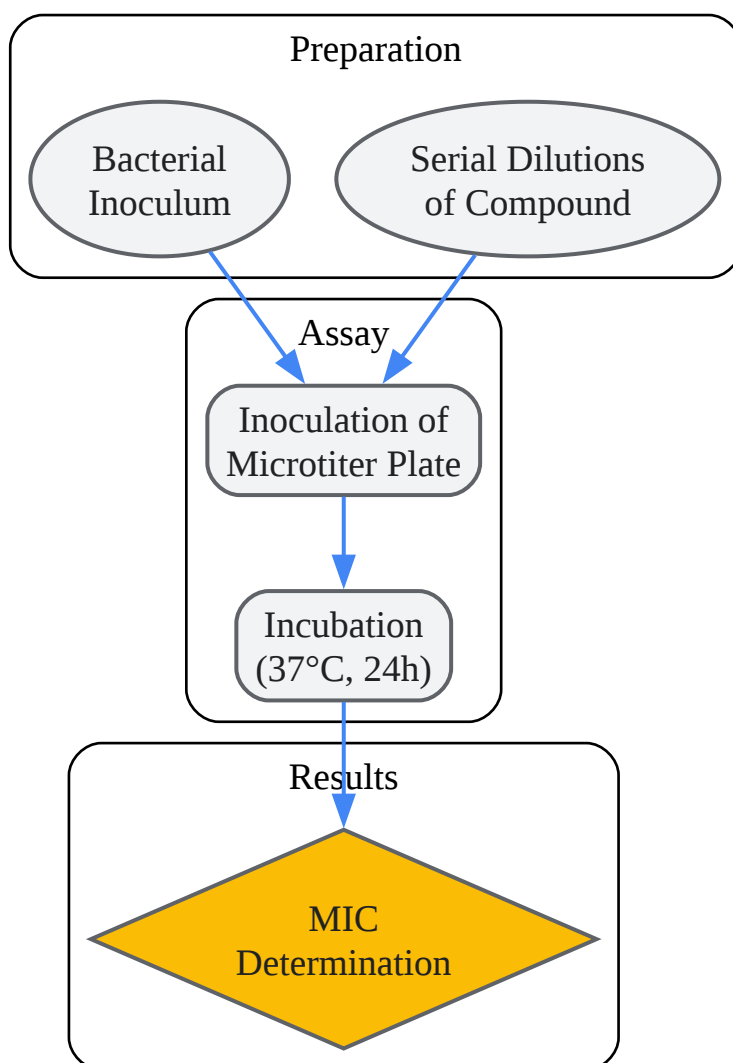 Preparation
Bacterial
Inoculum
Serial Dilutions
of Compound
Assay
Inoculation of
Microtiter Plate
Incubation
(37°C, 24h)
Results
MIC
Determination